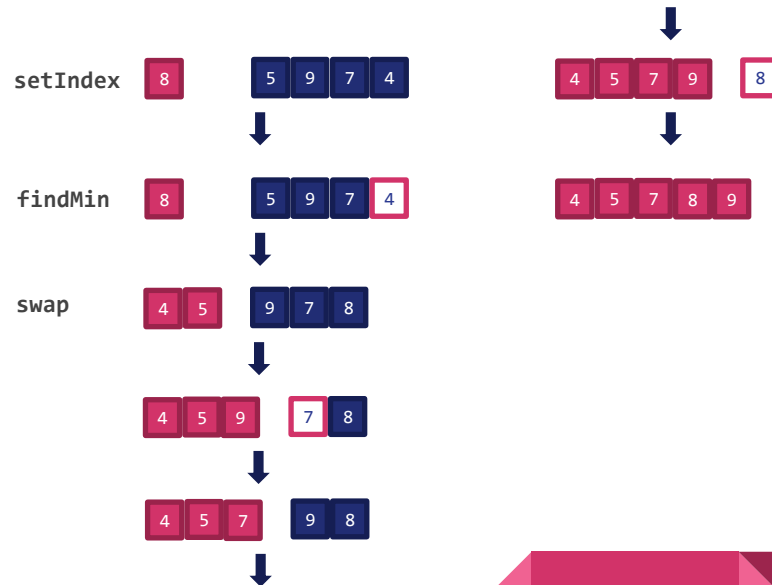 setIndex 8 5 9 7 4
findMin 8 5 9 7 4
swap 4 5 9 7 8
4 5 9 7 8
4 5 7 9 8
4 5 7 9 8
4 5 7 8 9